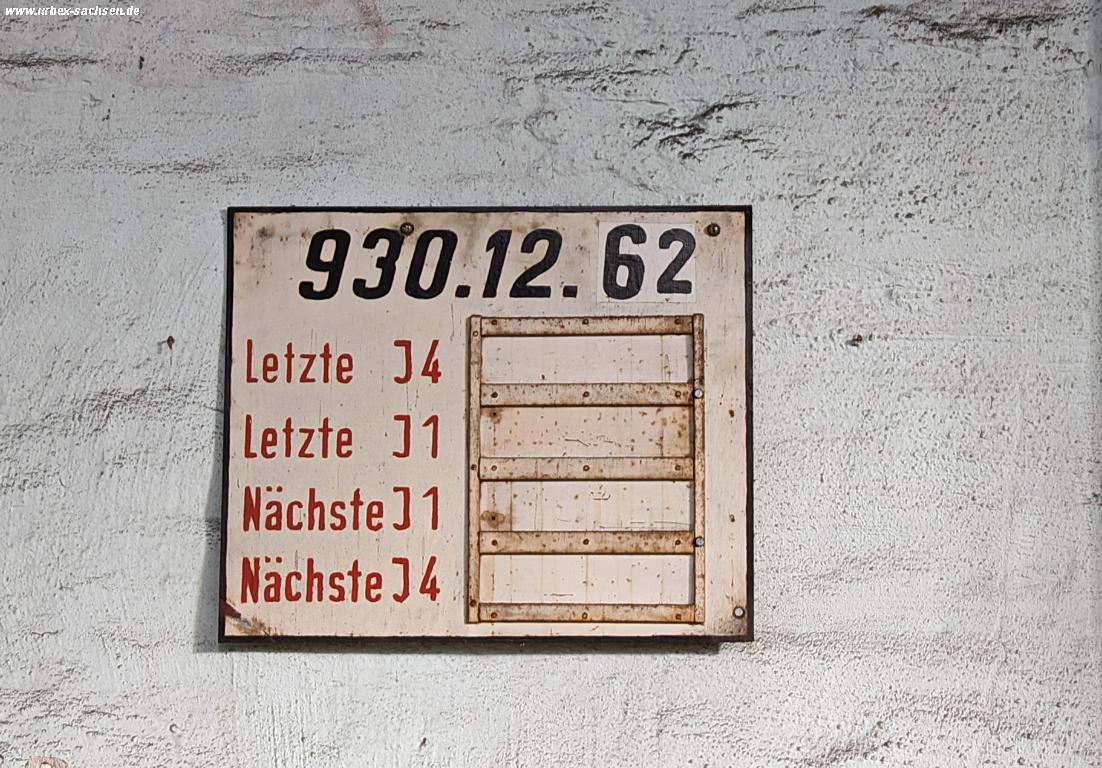 www.urbex-sachsen.de
930.12.62
Letzte J4
Letzte J1
Nächste J1
Nächste J4